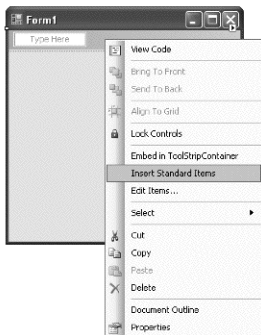 Form1
Type Here
View Code
Bring To Front
Send To Back
Align To Grid
Lock Controls
Embed in ToolStripContainer
Insert Standard Items
Edit Items...
Select
Cut
Copy
Paste
Delete
Document Outline
Properties